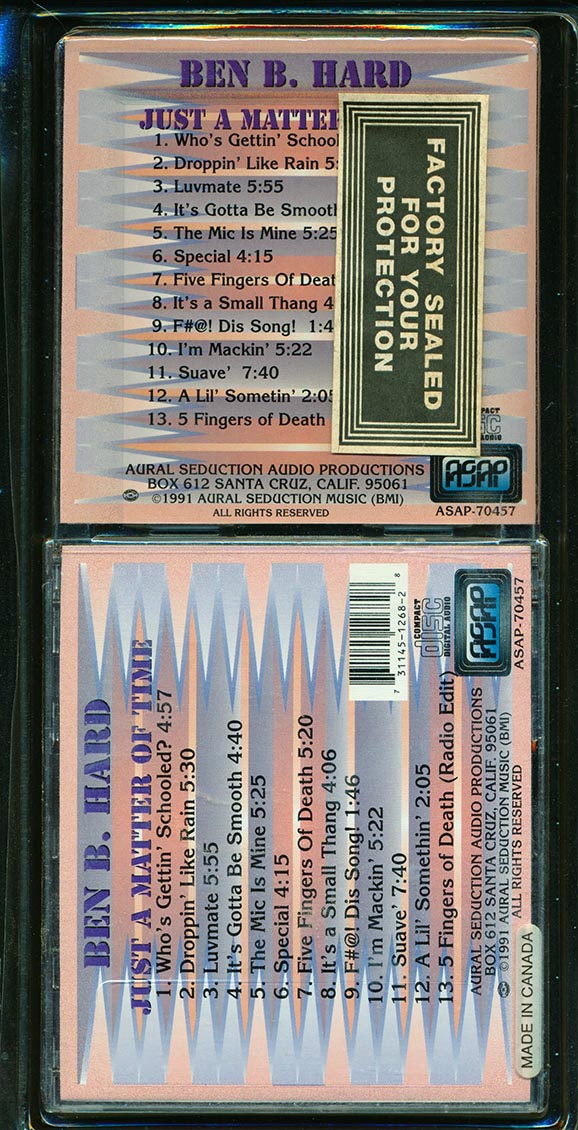 BEN B. HARD
JUST A MATTER
1. Who's Gettin' School
2. Droppin' Like Rain 5:
3. Luvmate 5:55
4. It's Gotta Be Smooth
5. The Mic Is Mine 5:25
6. Special 4:15
7. Five Fingers Of Deat
8. It's a Small Thang 4
9. F#@! Dis Song! 1:4
10. I'm Mackin' 5:22
11. Suave' 7:40
12. A Lil' Sometin' 2:05
13. 5 Fingers of Death
FACTORY SEALED
FOR YOUR
PROTECTION
AURAL SEDUCTION AUDIO PRODUCTIONS
BOX 612 SANTA CRUZ, CALIF. 95061
©1991 AURAL SEDUCTION MUSIC (BMI)
ALL RIGHTS RESERVED
ASAP
ASAP-70457
BEN B. HARD
JUST A MATTER OF TIME
1. Who's Gettin' Schooled? 4:57
2. Droppin' Like Rain 5:30
3. Luvmate 5:55
4. It's Gotta Be Smooth 4:40
5. The Mic Is Mine 5:25
6. Special 4:15
7. Five Fingers Of Death 5:20
8. It's a Small Thang 4:06
9. F#@! Dis Song! 1:46
10. I'm Mackin' 5:22
11. Suave' 7:40
12. A Lil' Somethin' 2:05
13. 5 Fingers of Death (Radio Edit)
7 31145-1268-2 8
COMPACT
DISC
DIGITAL AUDIO
ASAP
ASAP-70457
AURAL SEDUCTION AUDIO PRODUCTIONS
BOX 612 SANTA CRUZ, CALIF. 95061
©1991 AURAL SEDUCTION MUSIC (BMI)
ALL RIGHTS RESERVED
MADE IN CANADA